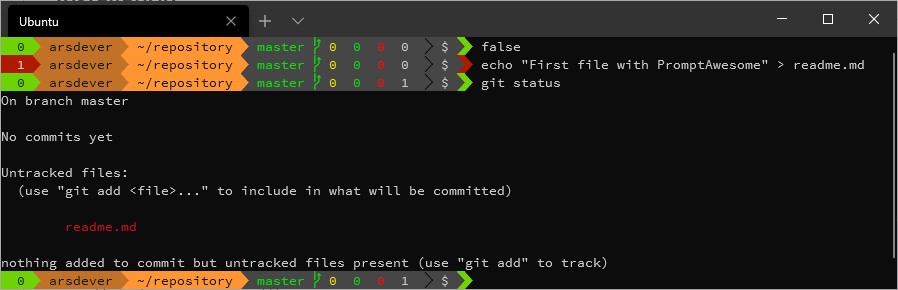 Ubuntu
0 arsdever ~/repository master 0 0 0 0 $ false
1 arsdever ~/repository master 0 0 0 0 $ echo "First file with PromptAwesome" > readme.md
0 arsdever ~/repository master 0 0 0 1 $ git status
On branch master
No commits yet
Untracked files:
(use "git add <file>..." to include in what will be committed)
readme.md
nothing added to commit but untracked files present (use "git add" to track)
0 arsdever ~/repository master 0 0 0 1 $